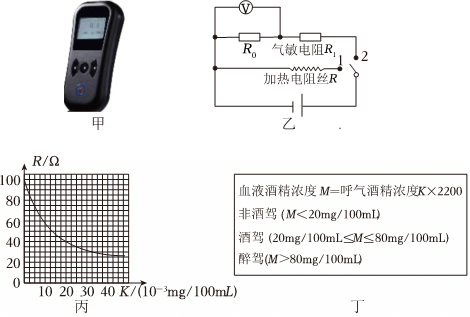 V
R₀
气敏电阻R₁
1
2
加热电阻丝R
甲
乙
R/Ω
100
80
60
40
20
0
10 20 30 40 K/(10⁻³mg/100mL)
丙
血液酒精浓度M=呼气酒精浓度K×2200
非酒驾(M<20mg/100mL)
酒驾(20mg/100mL≤M≤80mg/100mL)
醉驾(M>80mg/100mL)
丁